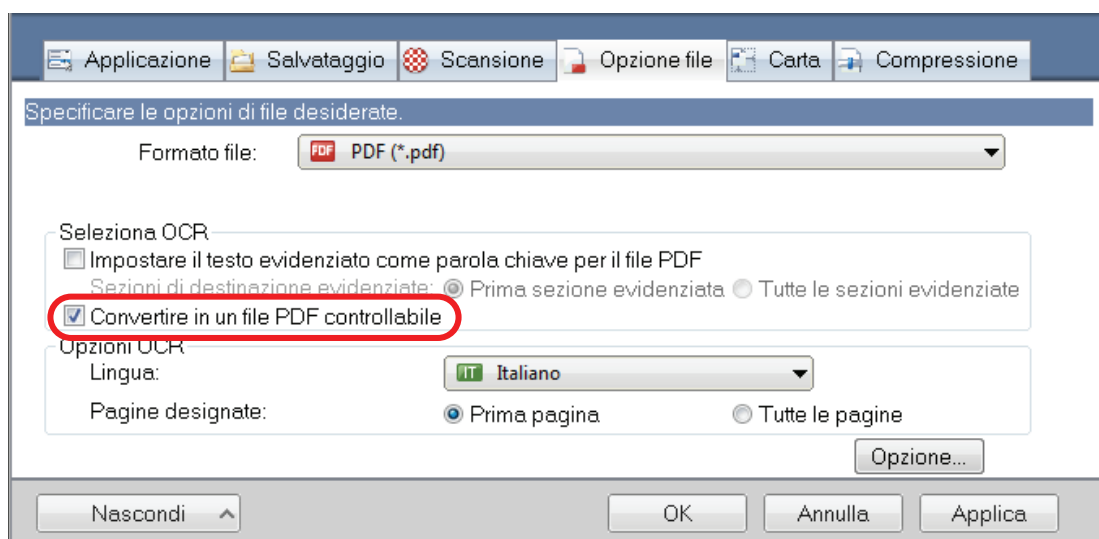 Applicazione Salvataggio Scansione Opzione file Carta Compressione
Specificare le opzioni di file desiderate.
Formato file: PDF PDF (*.pdf)
Seleziona OCR
Impostare il testo evidenziato come parola chiave per il file PDF
Sezioni di destinazione evidenziate: Prima sezione evidenziata Tutte le sezioni evidenziate
Convertire in un file PDF controllabile
Opzioni OCR
Lingua: IT Italiano
Pagine designate: Prima pagina Tutte le pagine
Opzione...
Nascondi OK Annulla Applica